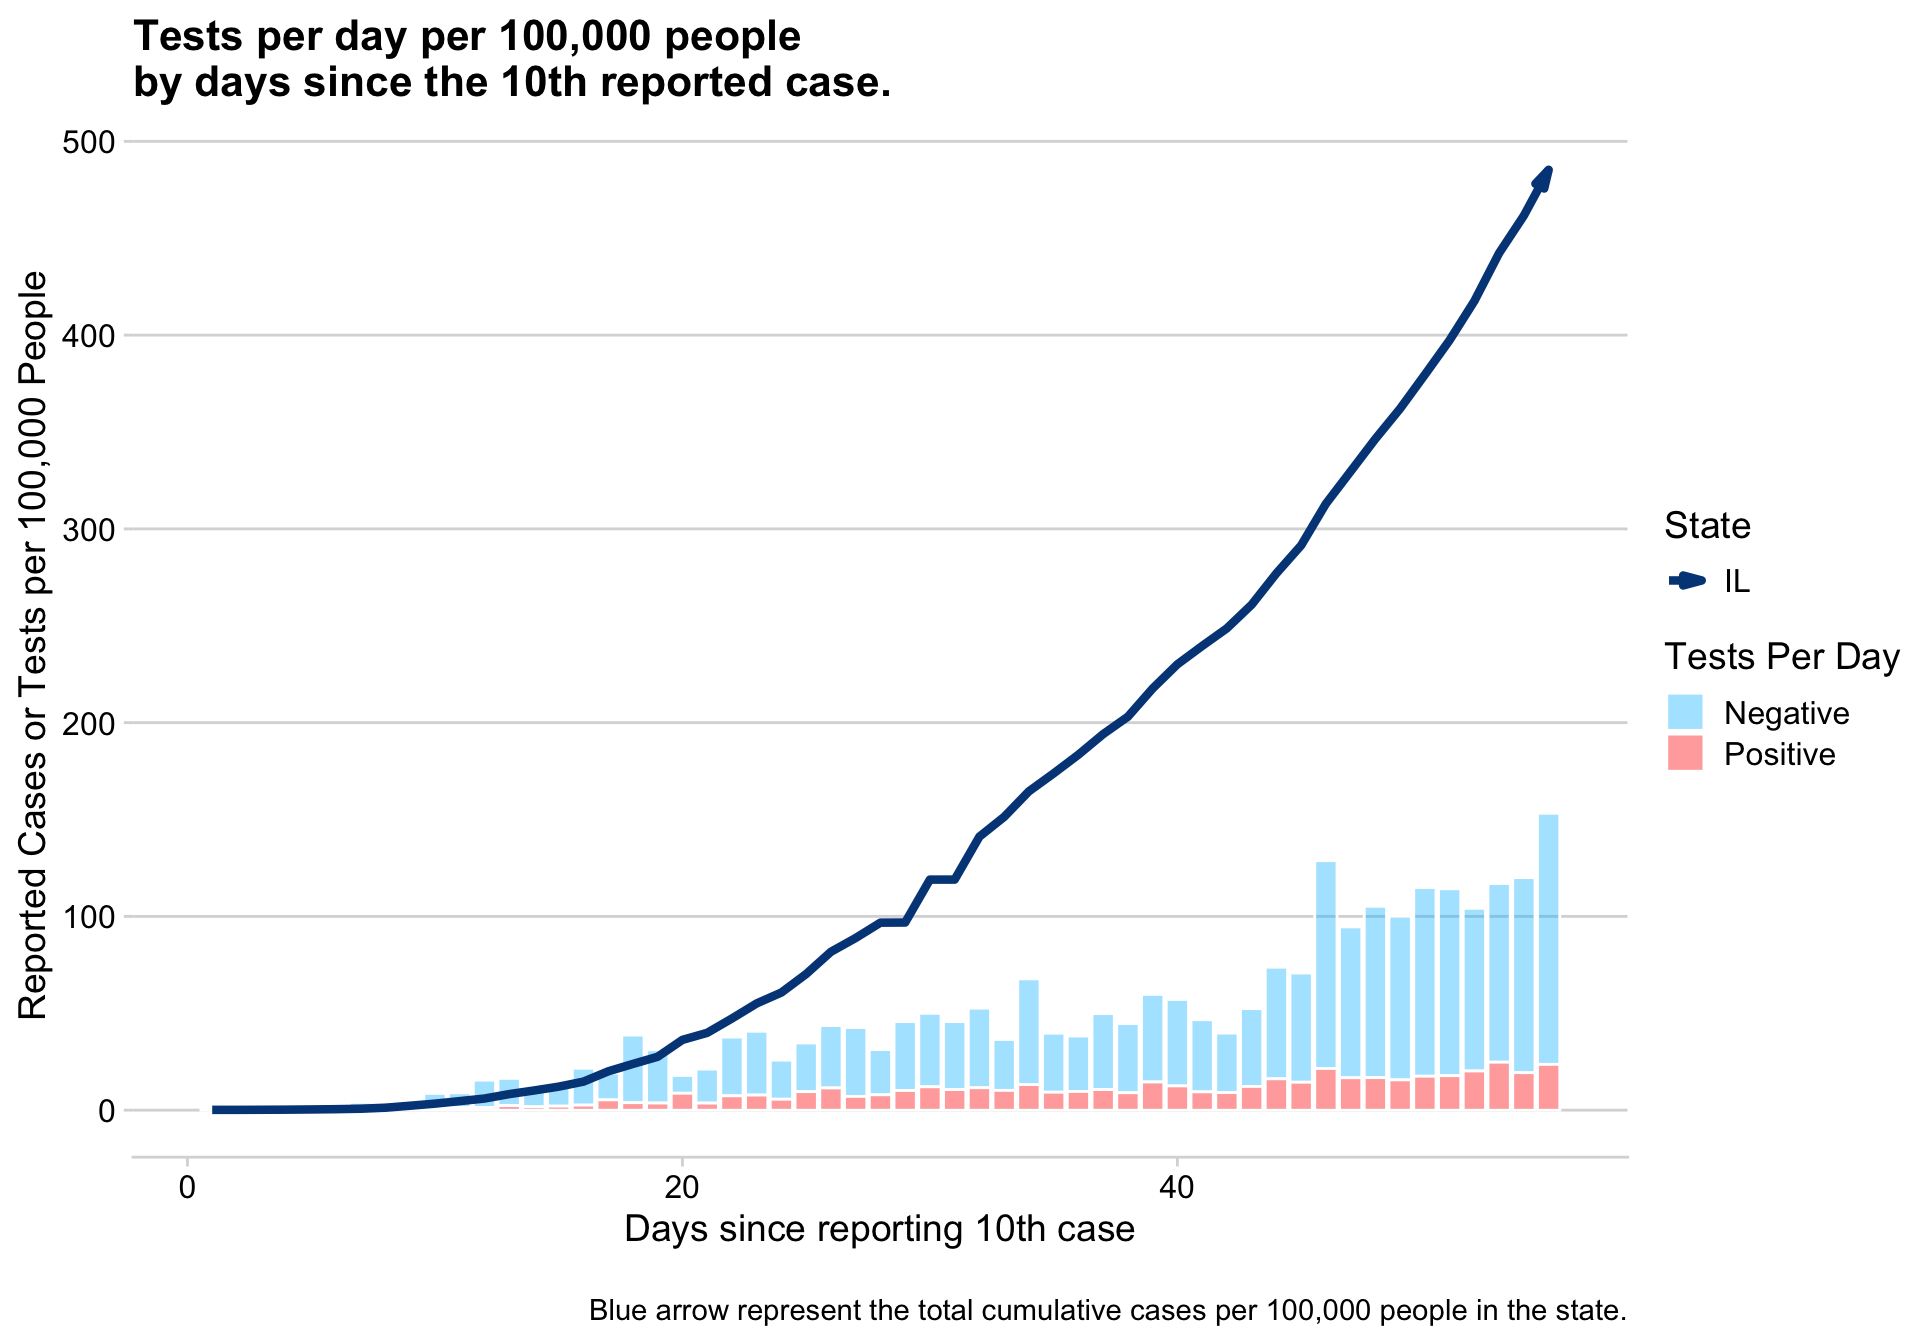 Tests per day per 100,000 people
by days since the 10th reported case.
Reported Cases or Tests per 100,000 People
500
400
300
200
100
0
0
20
40
Days since reporting 10th case
State
IL
Tests Per Day
Negative
Positive
Blue arrow represent the total cumulative cases per 100,000 people in the state.